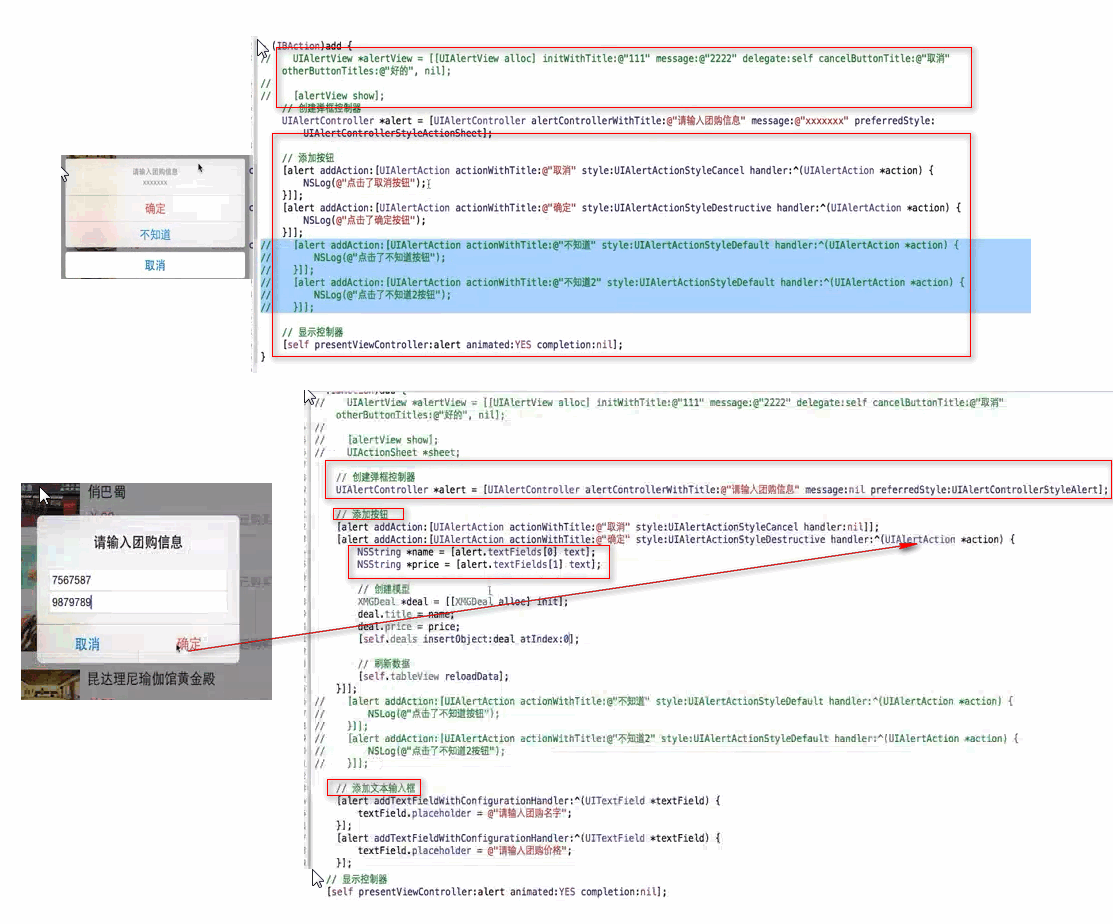 (IBAction)add {
// UIAlertView *alertView = [[UIAlertView alloc] initWithTitle:@"111" message:@"2222" delegate:self cancelButtonTitle:@"取消"
otherButtonTitles:@"好的", nil];
//
// [alertView show];
// 创建弹框控制器
UIAlertController *alert = [UIAlertController alertControllerWithTitle:@"请输入团购信息" message:@"xxxxxxx" preferredStyle:
UIAlertControllerStyleActionSheet];
// 添加按钮
[alert addAction:[UIAlertAction actionWithTitle:@"取消" style:UIAlertActionStyleCancel handler:^(UIAlertAction *action) {
NSLog(@"点击了取消按钮");
}]];
[alert addAction:[UIAlertAction actionWithTitle:@"确定" style:UIAlertActionStyleDestructive handler:^(UIAlertAction *action) {
NSLog(@"点击了确定按钮");
}]];
// [alert addAction:[UIAlertAction actionWithTitle:@"不知道" style:UIAlertActionStyleDefault handler:^(UIAlertAction *action) {
// NSLog(@"点击了不知道按钮");
// }]];
// [alert addAction:[UIAlertAction actionWithTitle:@"不知道2" style:UIAlertActionStyleDefault handler:^(UIAlertAction *action) {
// NSLog(@"点击了不知道2按钮");
// }]];
// 显示控制器
[self presentViewController:alert animated:YES completion:nil];
}
请输入团购信息
xxxxxxx
确定
不知道
取消
// UIAlertView *alertView = [[UIAlertView alloc] initWithTitle:@"111" message:@"2222" delegate:self cancelButtonTitle:@"取消"
otherButtonTitles:@"好的", nil];
//
// [alertView show];
// UIActionSheet *sheet;
// 创建弹框控制器
UIAlertController *alert = [UIAlertController alertControllerWithTitle:@"请输入团购信息" message:nil preferredStyle:UIAlertControllerStyleAlert];
// 添加按钮
[alert addAction:[UIAlertAction actionWithTitle:@"取消" style:UIAlertActionStyleCancel handler:nil]];
[alert addAction:[UIAlertAction actionWithTitle:@"确定" style:UIAlertActionStyleDestructive handler:^(UIAlertAction *action) {
NSString *name = [alert.textFields[0] text];
NSString *price = [alert.textFields[1] text];
// 创建模型
XMGDeal *deal = [[XMGDeal alloc] init];
deal.title = name;
deal.price = price;
[self.deals insertObject:deal atIndex:0];
// 刷新数据
[self.tableView reloadData];
}]];
// [alert addAction:[UIAlertAction actionWithTitle:@"不知道" style:UIAlertActionStyleDefault handler:^(UIAlertAction *action) {
// NSLog(@"点击了不知道按钮");
// }]];
// [alert addAction:[UIAlertAction actionWithTitle:@"不知道2" style:UIAlertActionStyleDefault handler:^(UIAlertAction *action) {
// NSLog(@"点击了不知道2按钮");
// }]];
// 添加文本输入框
[alert addTextFieldWithConfigurationHandler:^(UITextField *textField) {
textField.placeholder = @"请输入团购名字";
}];
[alert addTextFieldWithConfigurationHandler:^(UITextField *textField) {
textField.placeholder = @"请输入团购价格";
}];
// 显示控制器
[self presentViewController:alert animated:YES completion:nil];
俏巴蜀
请输入团购信息
7567587
9879789
取消
确定
昆达理尼瑜伽馆黄金殿